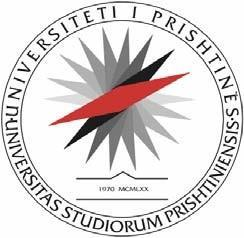 UNIVERSITETI I PRISHTINËS
UNIVERSITAS STUDIORUM PRISHTINIENSIS
1970 MCMLXX